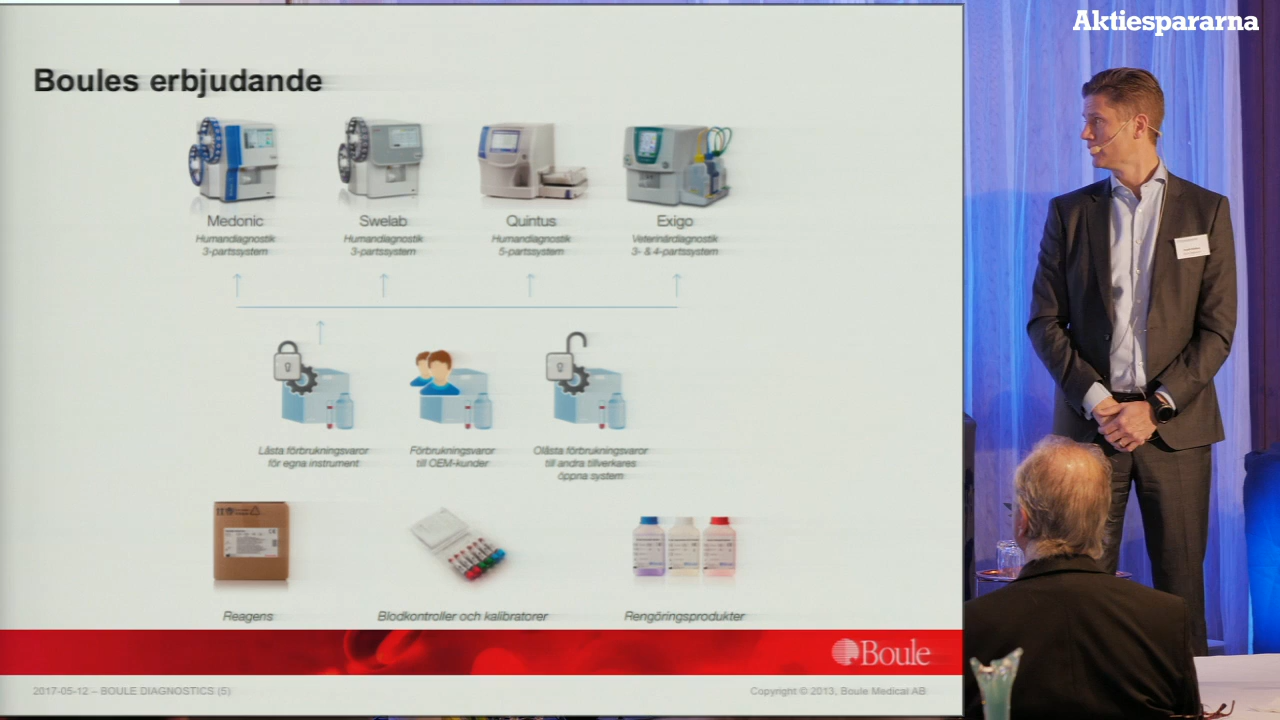 Aktiespararna
Boules erbjudande
Medonic
Humandiagnostik
3-partssystem
Swelab
Humandiagnostik
3-partssystem
Quintus
Humandiagnostik
5-partssystem
Exigo
Veterinärdiagnostik
3- & 4-partssystem
Låsta förbrukningsvaror
för egna instrument
Förbrukningsvaror
till OEM-kunder
Olåsta förbrukningsvaror
till andra tillverkares
öppna system
Reagens
Blodkontroller och kalibratorer
Rengöringsprodukter
Boule
2017-05-12 – BOULE DIAGNOSTICS (5)
Copyright © 2013, Boule Medical AB